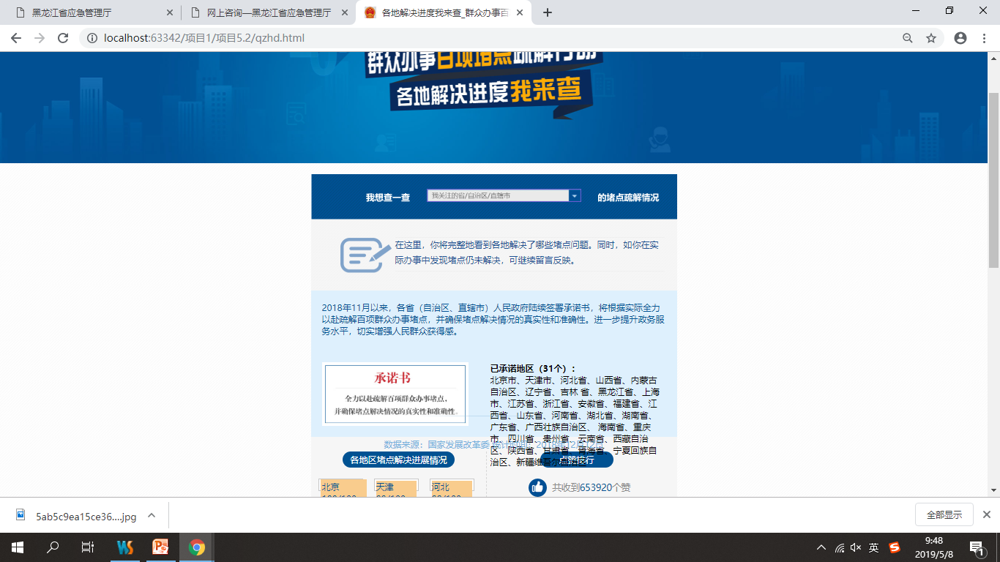 黑龙江省应急管理厅
网上咨询—黑龙江省应急管理厅
各地解决进度我来查_群众办事百
localhost:63342/项目1/项目5.2/qzhd.html
群众办事百项堵点疏解行动
各地解决进度我来查
我想查一查 我关注的省/自治区/直辖市 的堵点疏解情况
在这里，你将完整地看到各地解决了哪些堵点问题。同时，如你在实
际办事中发现堵点仍未解决，可继续留言反映。
2018年11月以来，各省（自治区、直辖市）人民政府陆续签署承诺书，将根据实际全力
以赴疏解百项群众办事堵点，并确保堵点解决情况的真实性和准确性。进一步提升政务服
务水平，切实增强人民群众获得感。
承诺书
全力以赴疏解百项群众办事堵点，
并确保堵点解决情况的真实性和准确性。
已承诺地区（31个）：
北京市、天津市、河北省、山西省、内蒙古
自治区、辽宁省、吉林 省、黑龙江省、上海
市、江苏省、浙江省、安徽省、福建省、江
西省、山东省、河南省、湖北省、湖南省、
广东省、广西壮族自治区、 海南省、重庆
市、四川省、贵州省、云南省、西藏自治
区、陕西省、甘肃省、青海省、宁夏回族自
治区、新疆维吾尔自治区
数据来源：国家发展改革委
各地区堵点解决进展情况
点赞排行
北京
天津
河北
共收到653920个赞
5ab5c9ea15ce36....jpg
全部显示
英
9:48
2019/5/8
1